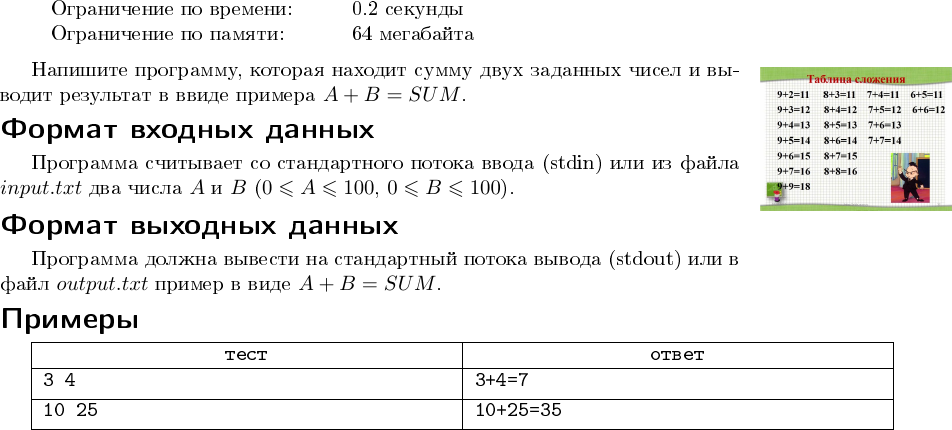 Ограничение по времени: 0.2 секунды
Ограничение по памяти: 64 мегабайта
Напишите программу, которая находит сумму двух заданных чисел и вы-
водит результат в ввиде примера A + B = SUM.
Таблица сложения
9+2=11 8+3=11 7+4=11 6+5=11
9+3=12 8+4=12 7+5=12 6+6=12
9+4=13 8+5=13 7+6=13
9+5=14 8+6=14 7+7=14
9+6=15 8+7=15
9+7=16 8+8=16
9+9=18
Формат входных данных
Программа считывает со стандартного потока ввода (stdin) или из файла
input.txt два числа A и B (0 ⩽ A ⩽ 100, 0 ⩽ B ⩽ 100).
Формат выходных данных
Программа должна вывести на стандартный потока вывода (stdout) или в
файл output.txt пример в виде A + B = SUM.
Примеры
тест ответ
3 4 3+4=7
10 25 10+25=35